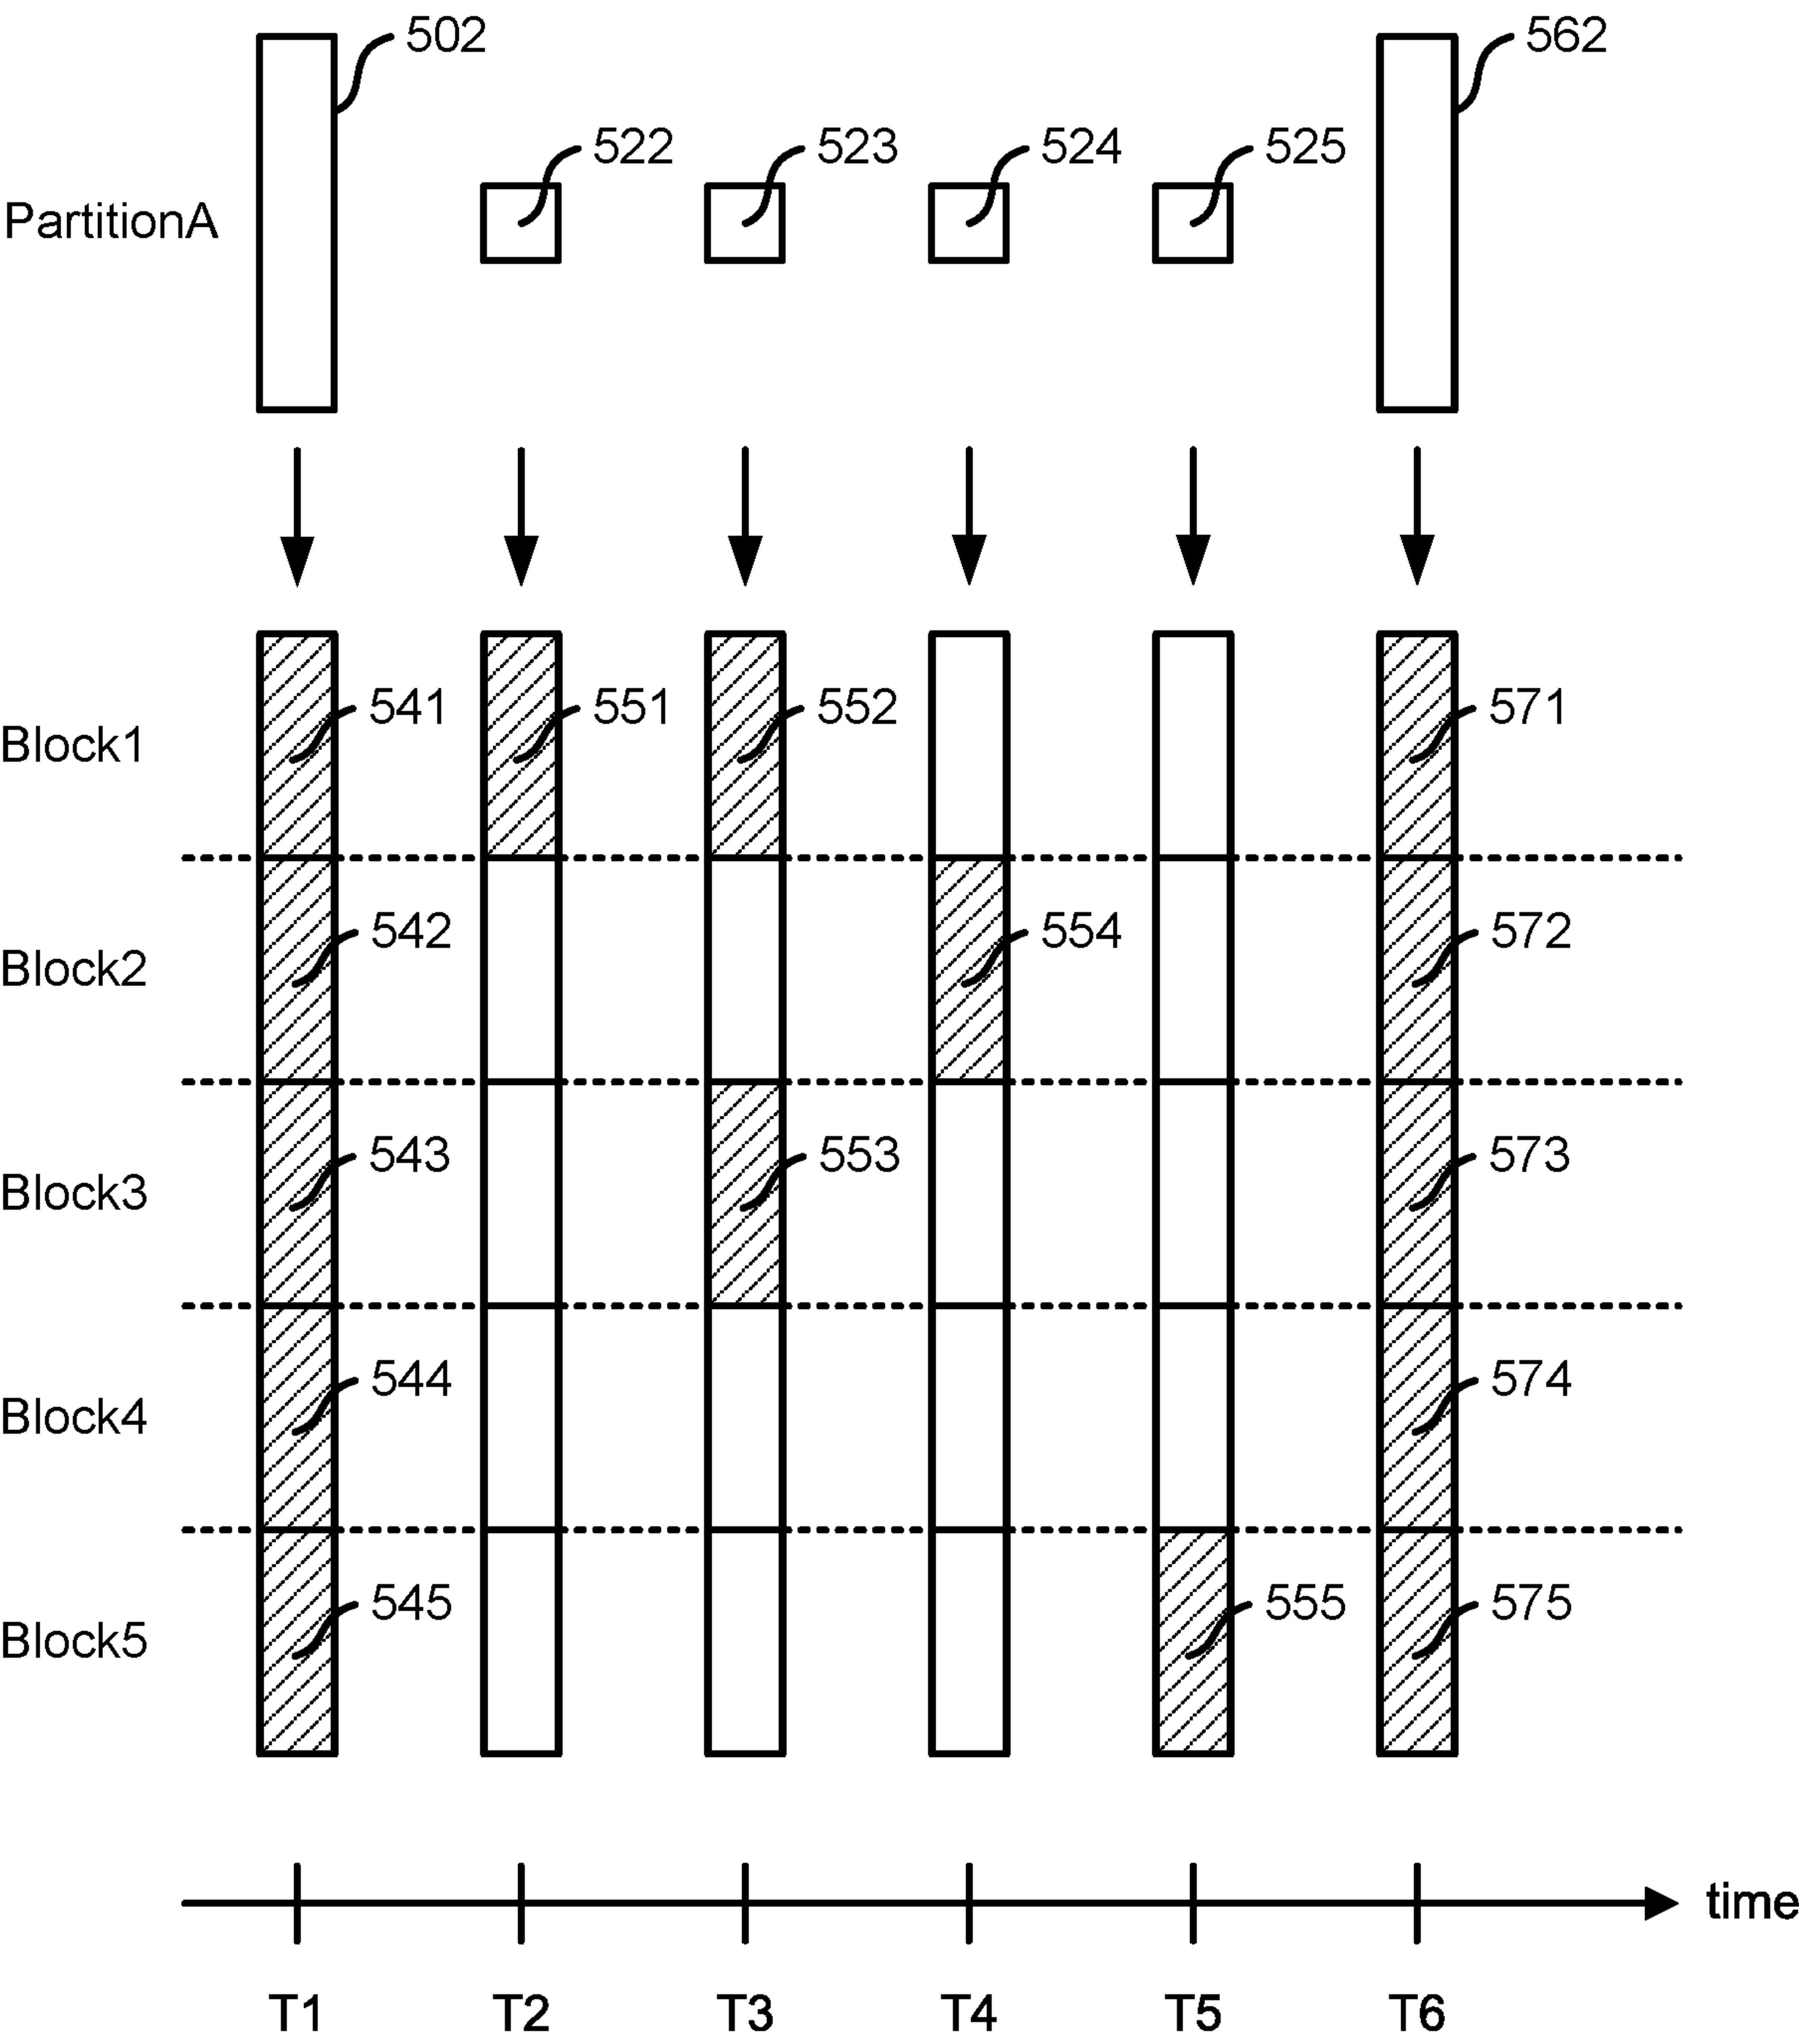 502 562
522 523 524 525
PartitionA
541 551 552 571
Block1
542 554 572
Block2
543 553 573
Block3
544 574
Block4
545 555 575
Block5
time
T1 T2 T3 T4 T5 T6